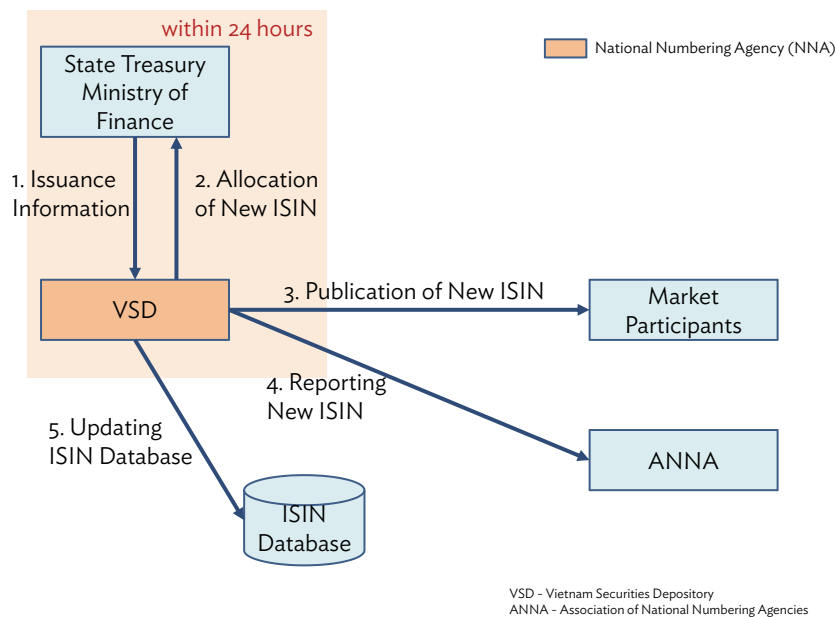 within 24 hours
State Treasury
Ministry of
Finance
National Numbering Agency (NNA)
1. Issuance
Information
2. Allocation
of New ISIN
VSD
3. Publication of New ISIN
Market
Participants
4. Reporting
New ISIN
5. Updating
ISIN Database
ANNA
ISIN
Database
VSD - Vietnam Securities Depository
ANNA - Association of National Numbering Agencies